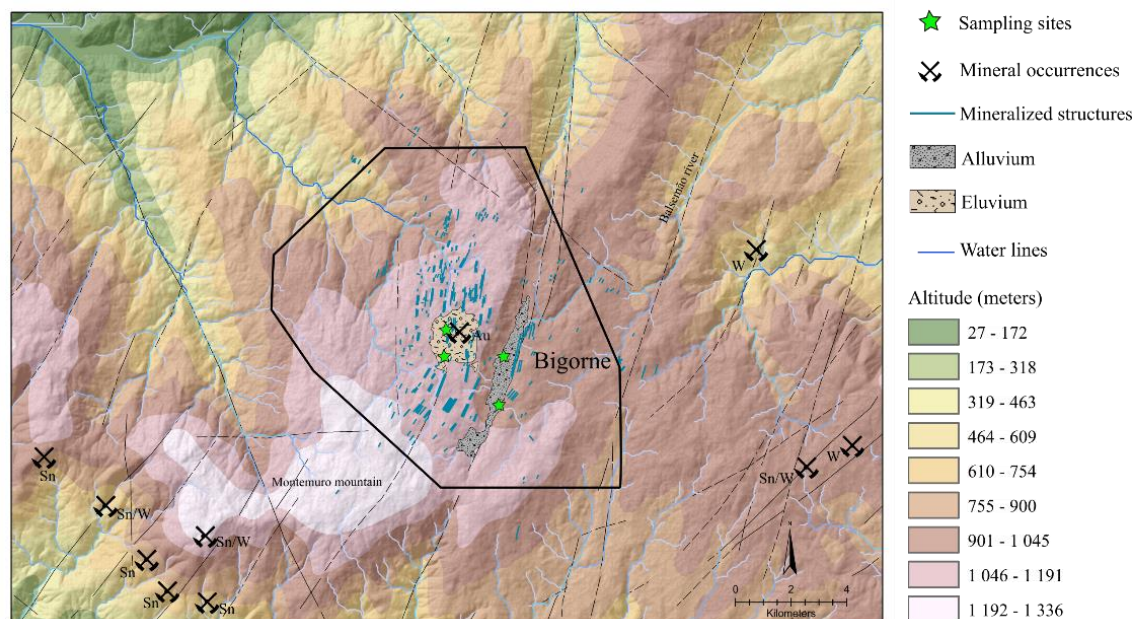 Sampling sites
Mineral occurrences
Mineralized structures
Alluvium
Eluvium
Water lines
Altitude (meters)
27 - 172
173 - 318
319 - 463
464 - 609
610 - 754
755 - 900
901 - 1 045
1 046 - 1 191
1 192 - 1 336
Balsemão river
W
Au
Bigorne
Sn
W
Sn/W
Montemuro mountain
Sn/W
Sn/W
Sn
Sn
Sn
0 1 2 4
Kilometers